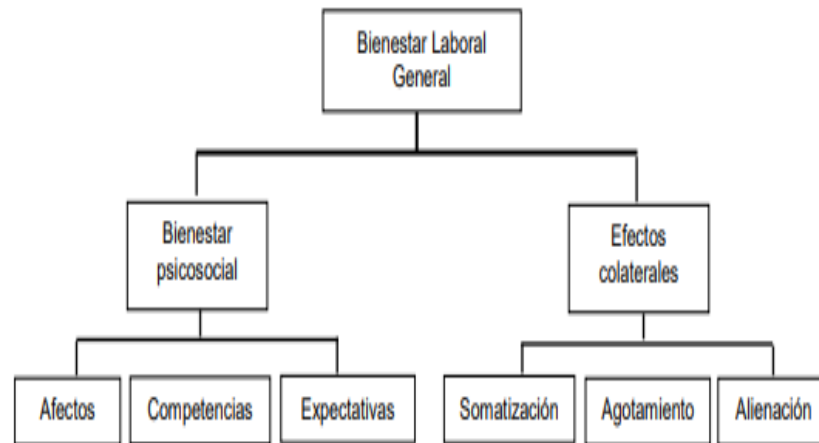 Bienestar Laboral
General
Bienestar
psicosocial
Efectos
colaterales
Afectos
Competencias
Expectativas
Somatización
Agotamiento
Alienación